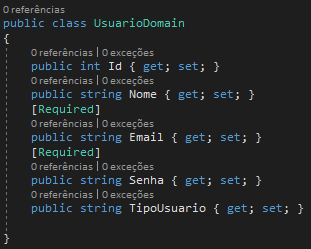 0 referências
public class UsuarioDomain
{
0 referências | 0 exceções
public int Id { get; set; }
0 referências | 0 exceções
public string Nome { get; set; }
[Required]
0 referências | 0 exceções
public string Email { get; set; }
[Required]
0 referências | 0 exceções
public string Senha { get; set; }
0 referências | 0 exceções
public string TipoUsuario { get; set; }
}